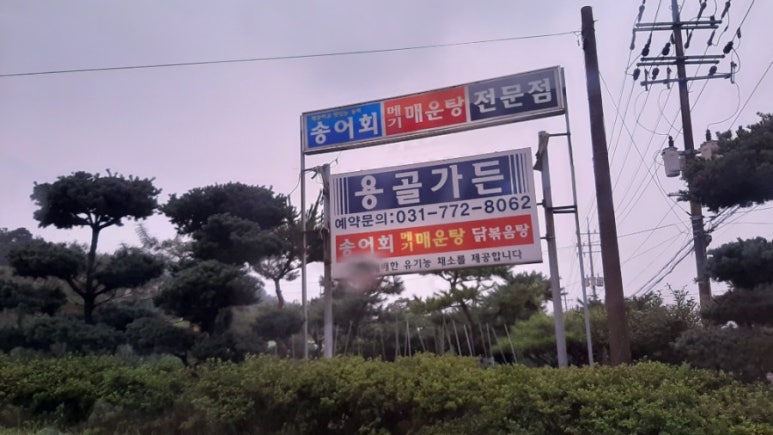 송어회 메기매운탕 전문점
용골가든
예약문의:031-772-8062
송어회 메기매운탕 닭볶음탕
배한 유기농 채소를 제공합니다